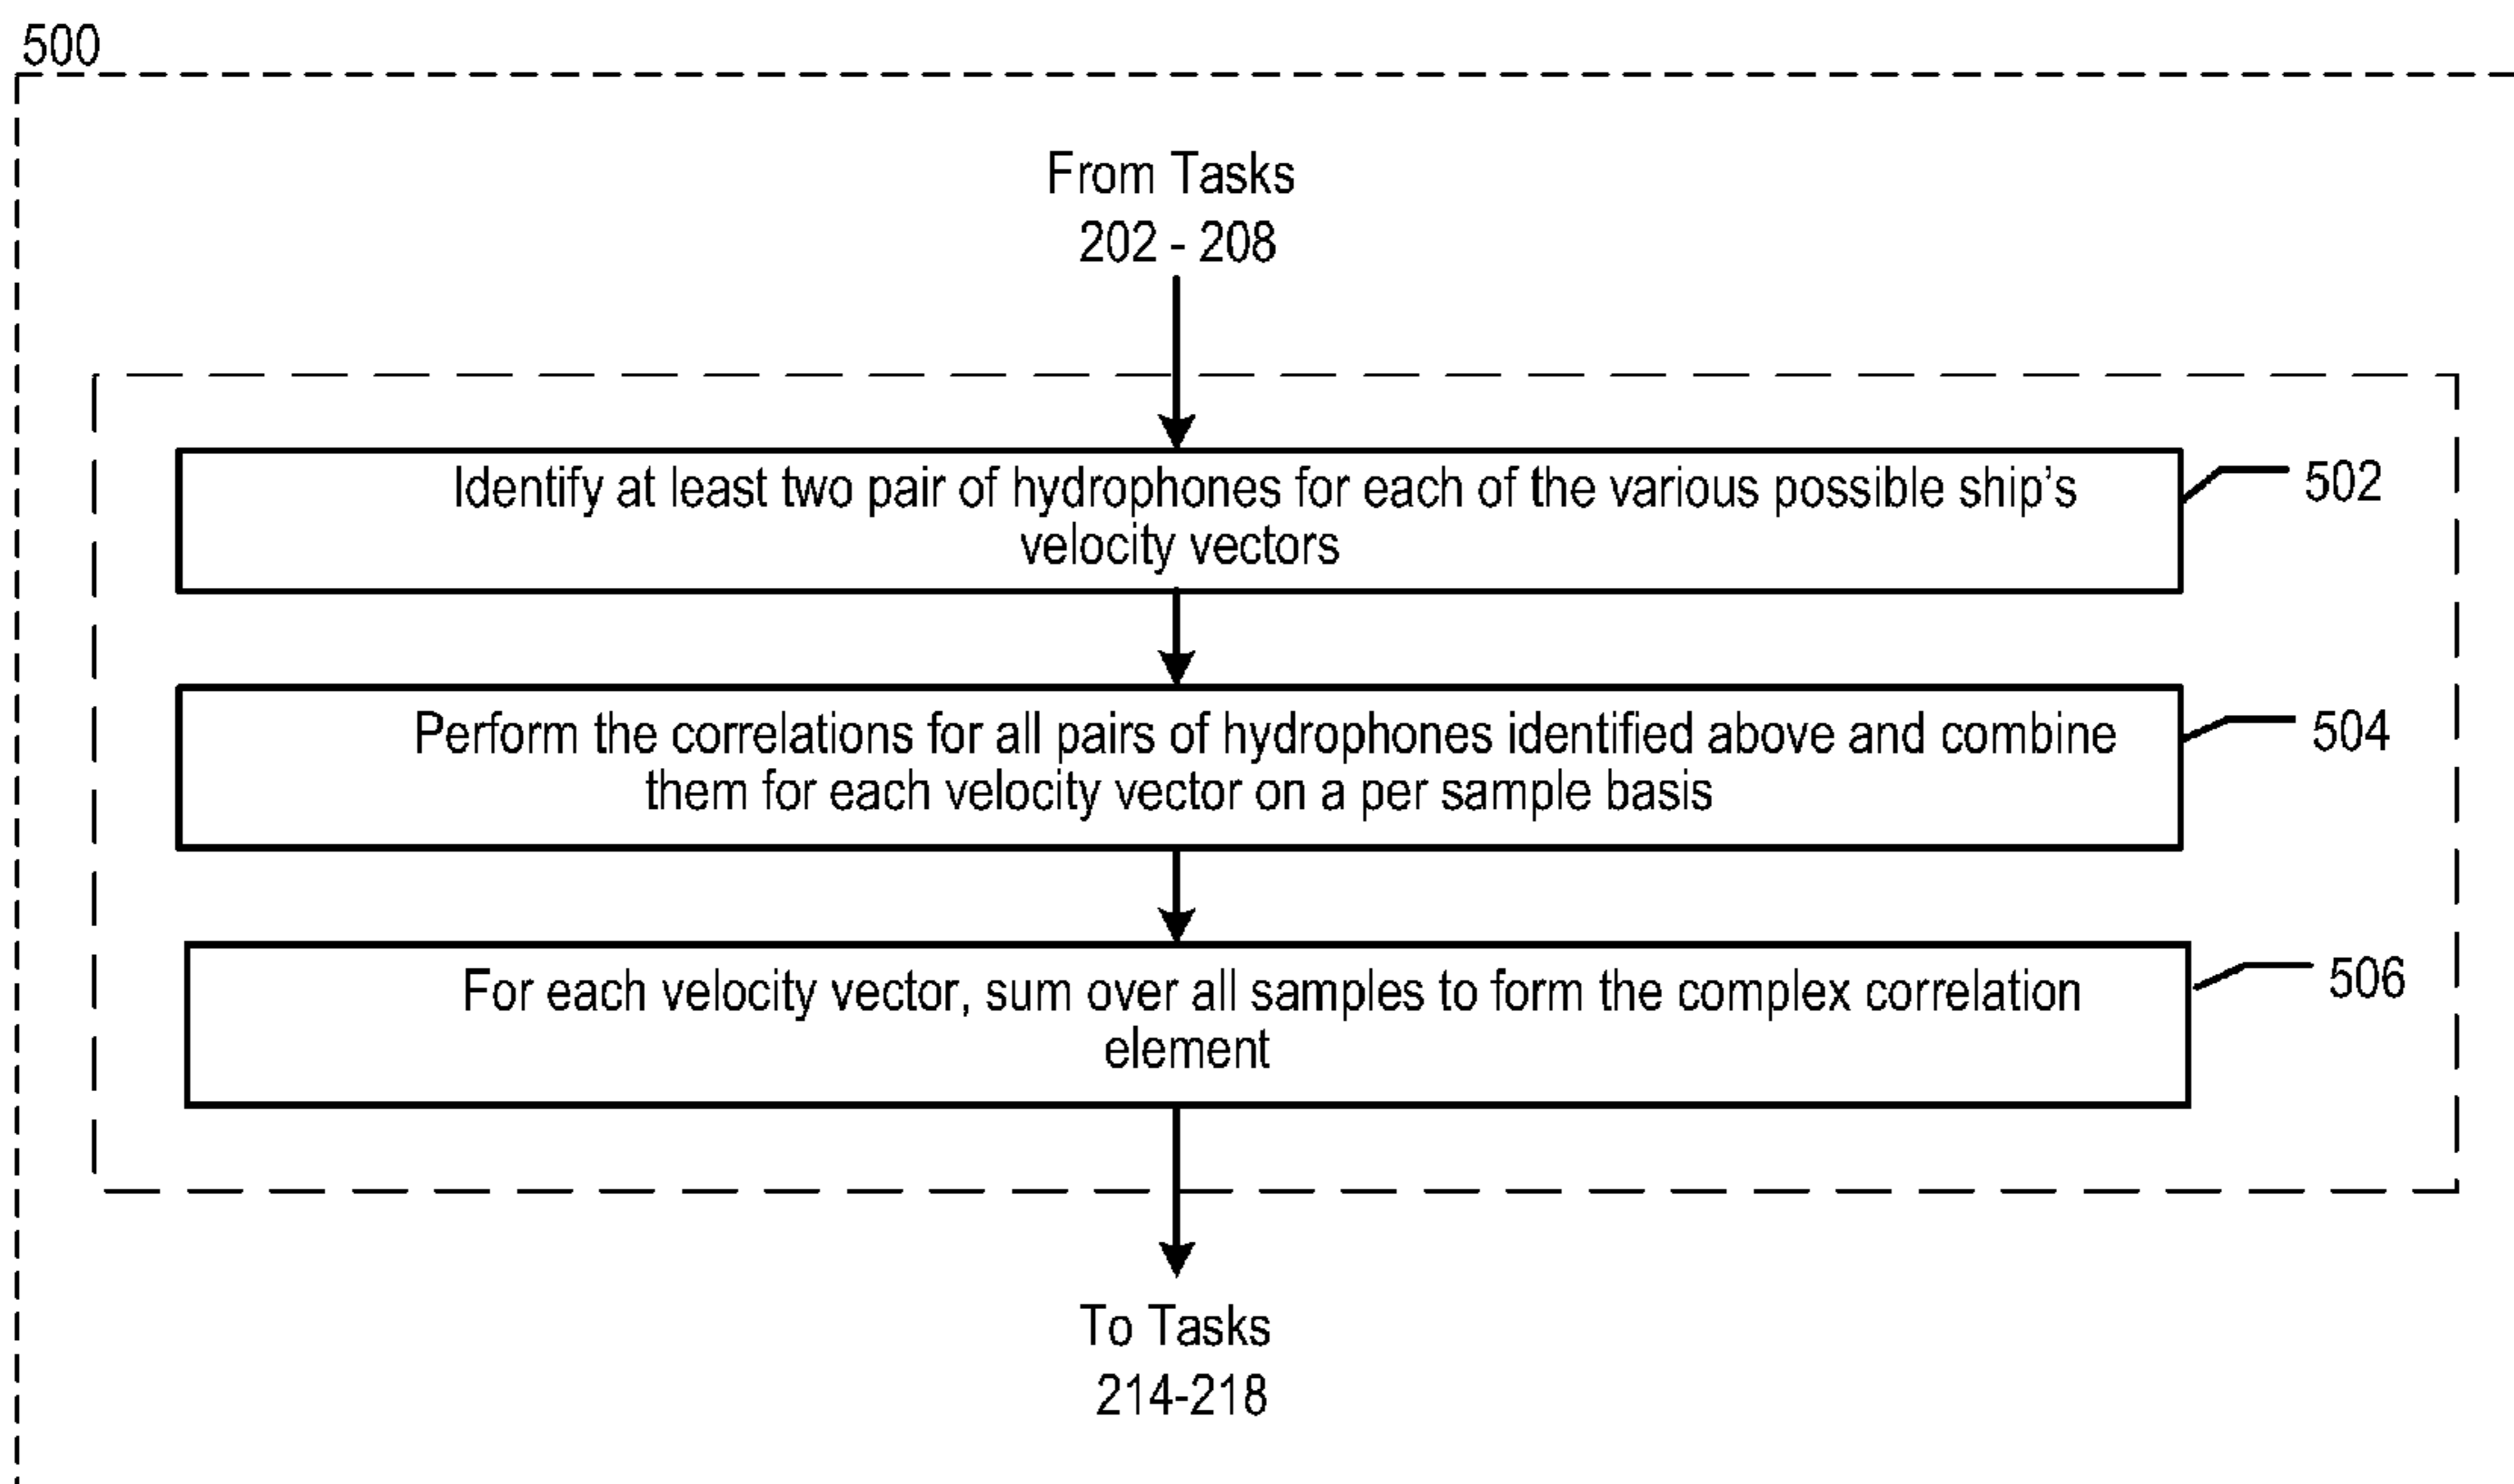 500
From Tasks
202 - 208
Identify at least two pair of hydrophones for each of the various possible ship's
velocity vectors
502
Perform the correlations for all pairs of hydrophones identified above and combine
them for each velocity vector on a per sample basis
504
For each velocity vector, sum over all samples to form the complex correlation
element
506
To Tasks
214-218